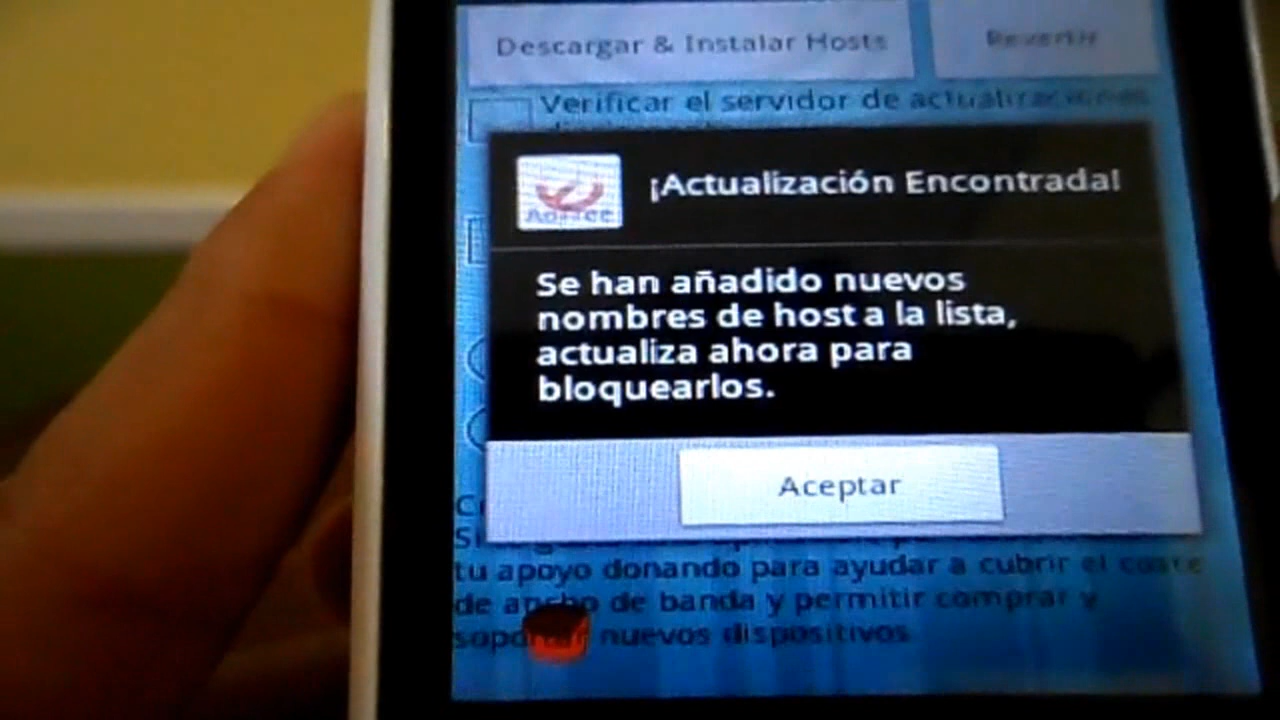 Descargar & Instalar Hosts
Revertir
Verificar el servidor de actualizaciones
¡Actualización Encontrada!
AdFree
Se han añadido nuevos
nombres de host a la lista,
actualiza ahora para
bloquearlos.
Aceptar
tu apoyo donando para ayudar a cubrir el coste
de ancho de banda y permitir comprar y
soportar nuevos dispositivos